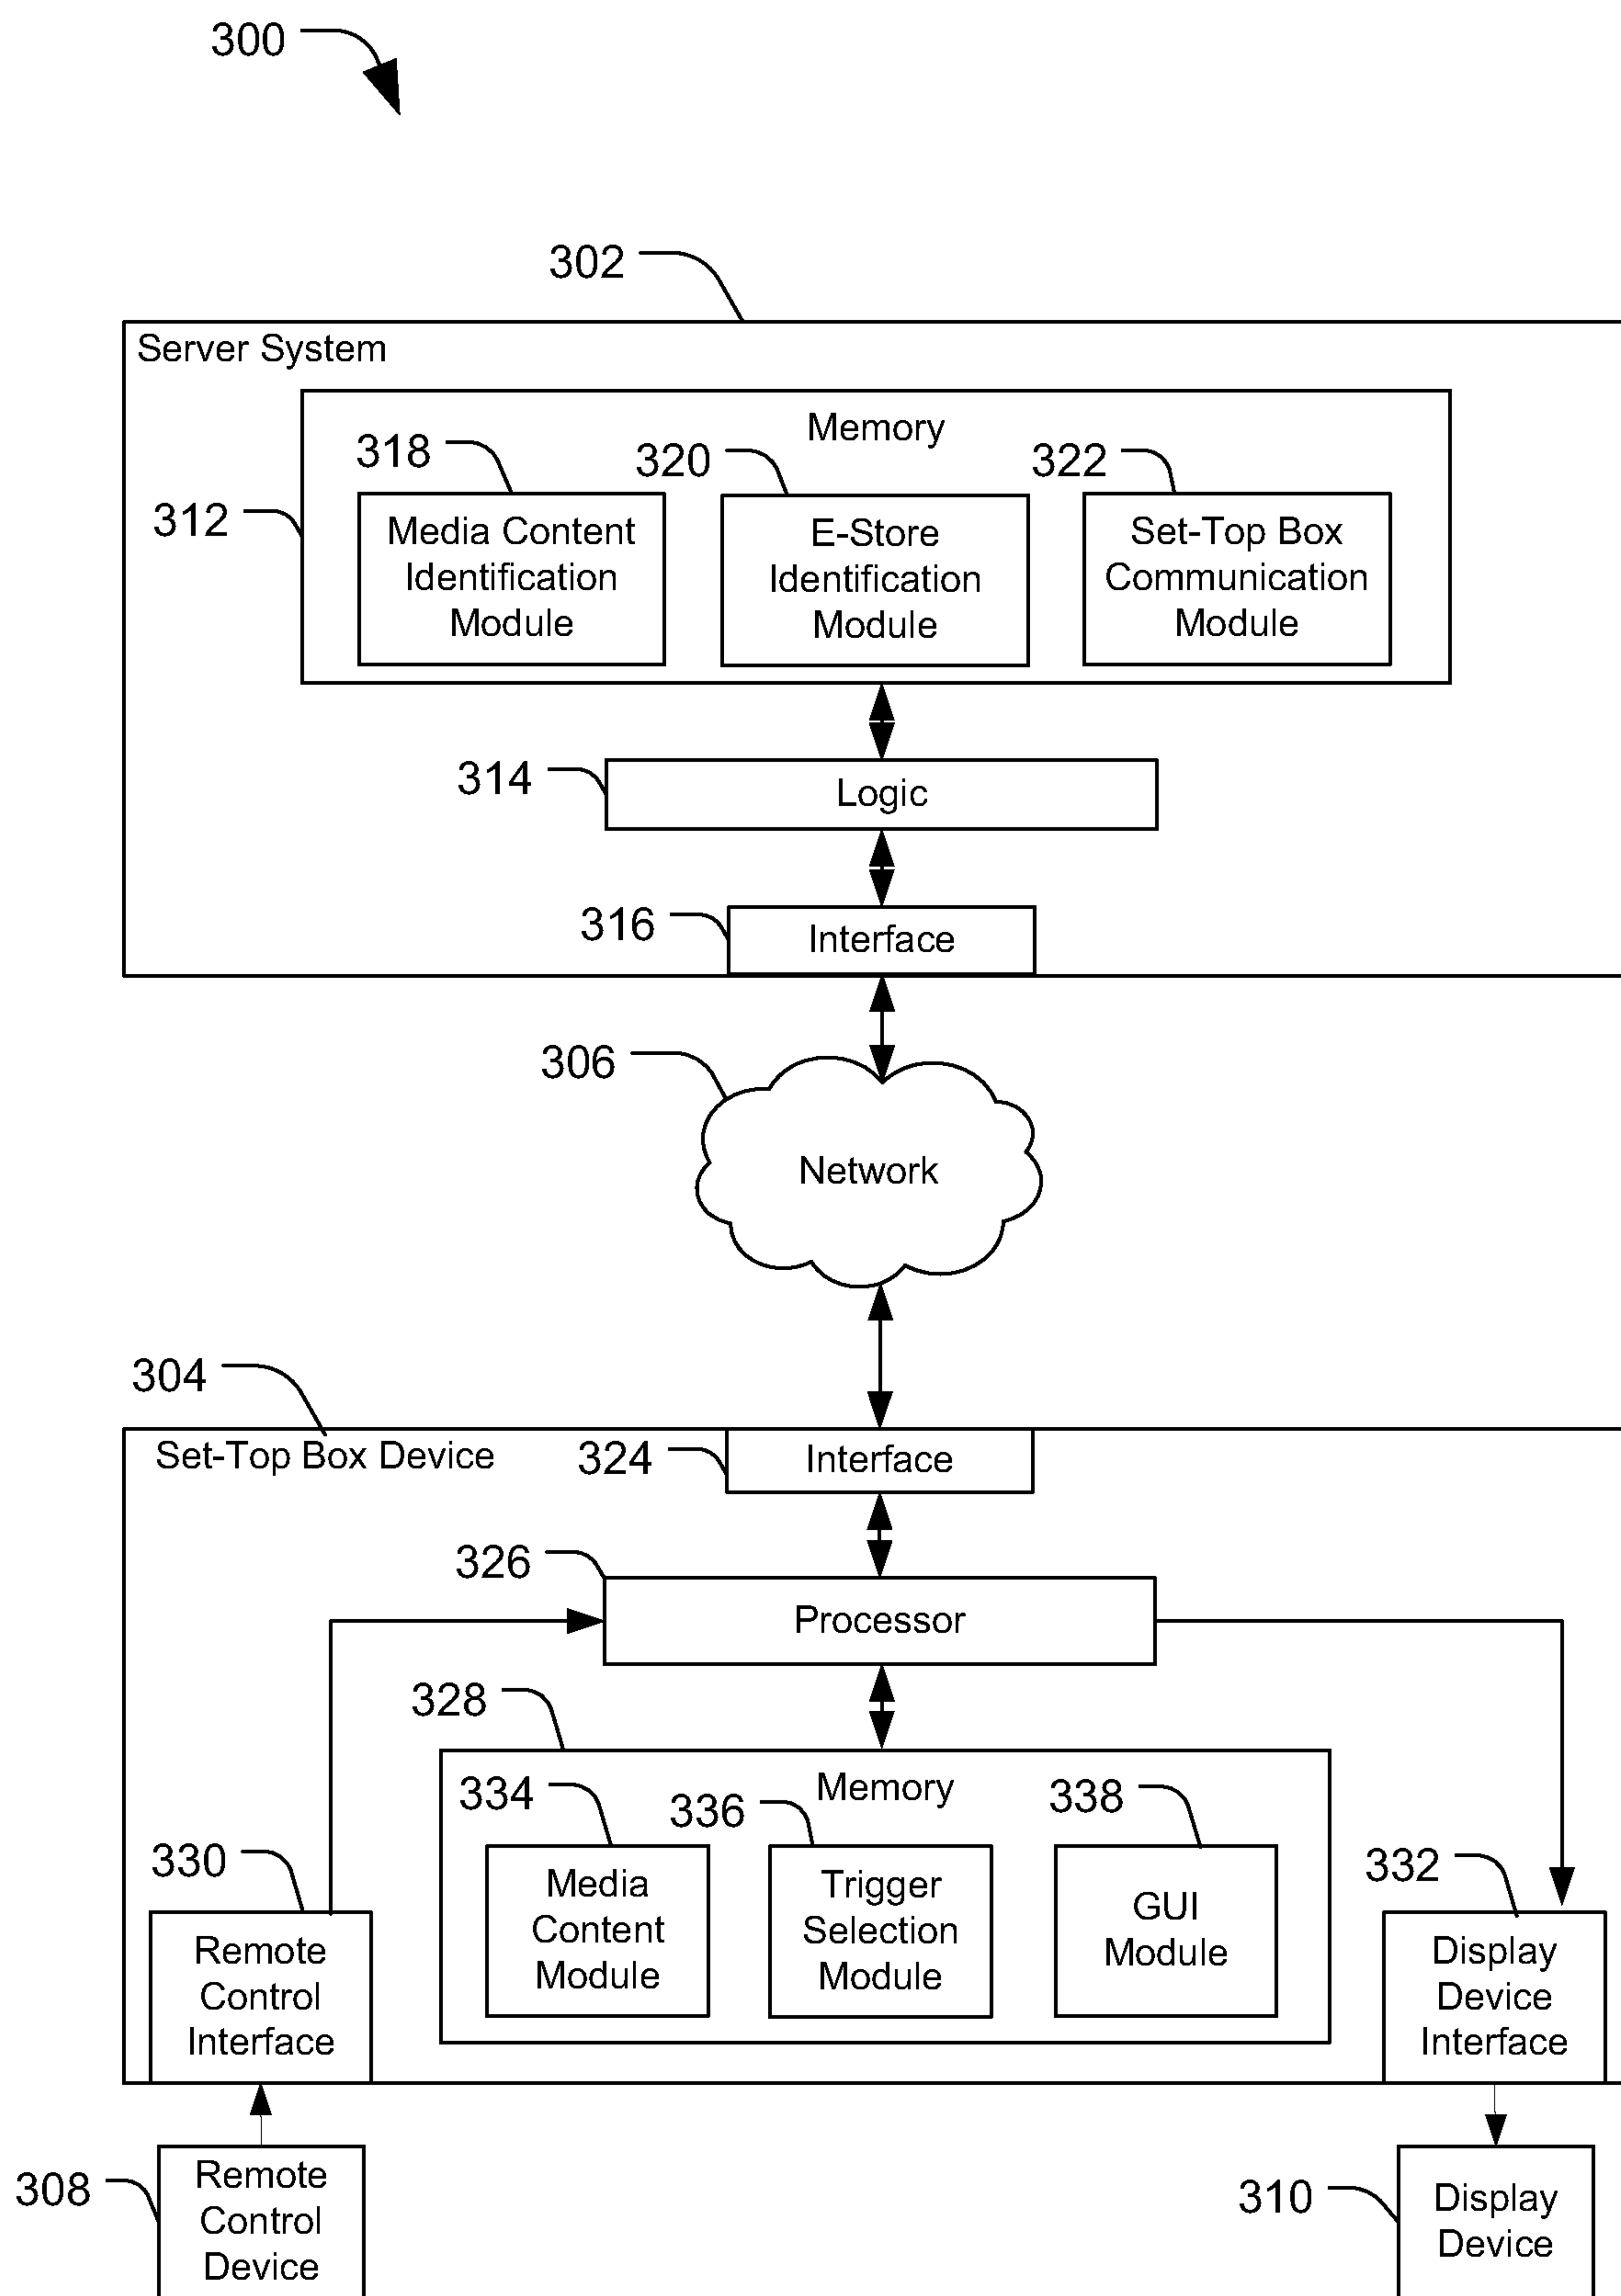 300
302
Server System
Memory
318
320
322
312
Media Content
Identification
Module
E-Store
Identification
Module
Set-Top Box
Communication
Module
314
Logic
316
Interface
306
Network
304
Set-Top Box Device
324
Interface
326
Processor
328
Memory
334
336
338
Media
Content
Module
Trigger
Selection
Module
GUI
Module
330
Remote
Control
Interface
332
Display
Device
Interface
308
Remote
Control
Device
310
Display
Device